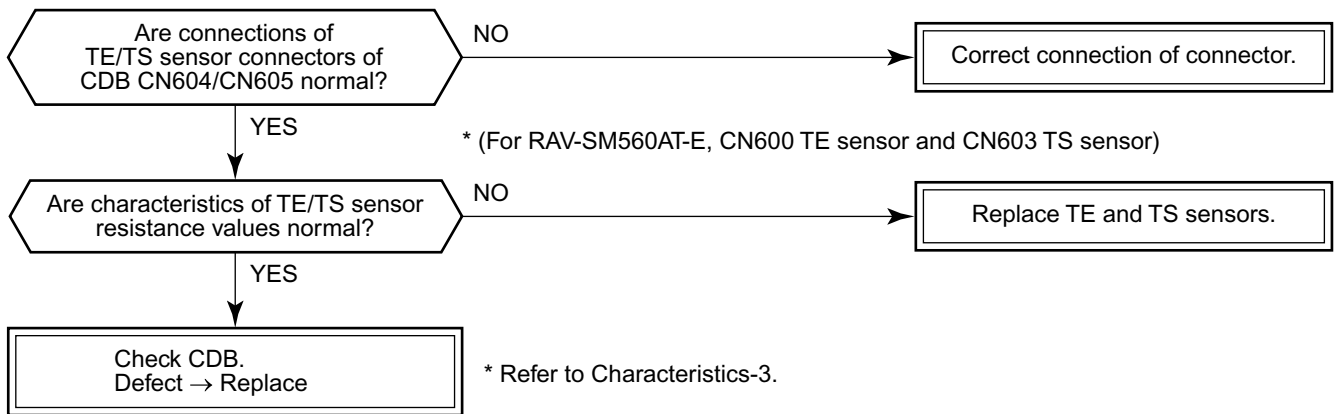 Are connections of
TE/TS sensor connectors of
CDB CN604/CN605 normal?
NO
Correct connection of connector.
YES
* (For RAV-SM560AT-E, CN600 TE sensor and CN603 TS sensor)
Are characteristics of TE/TS sensor
resistance values normal?
NO
Replace TE and TS sensors.
YES
Check CDB.
Defect → Replace
* Refer to Characteristics-3.